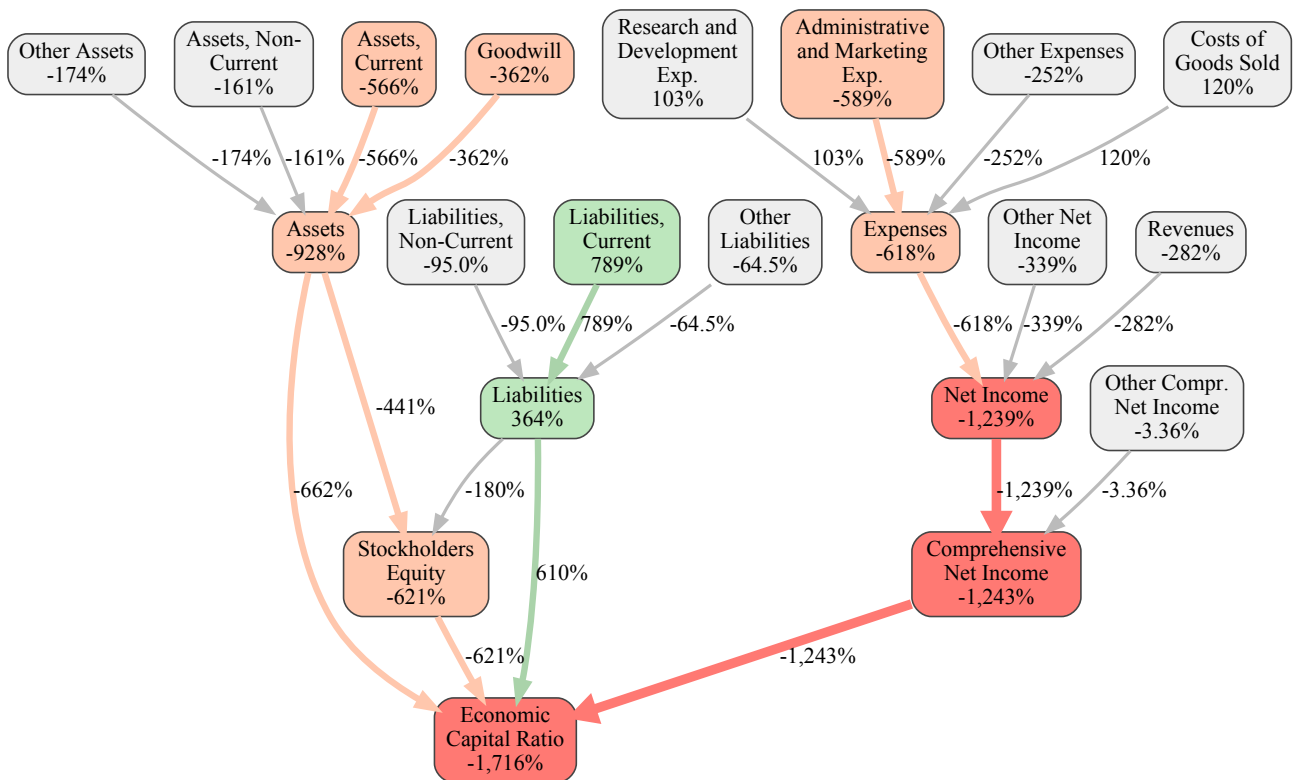 Other Assets
-174%
Assets, Non-
Current
-161%
Assets,
Current
-566%
Goodwill
-362%
Research and
Development
Exp.
103%
Administrative
and Marketing
Exp.
-589%
Other Expenses
-252%
Costs of
Goods Sold
120%
-174%
-161%
-566%
-362%
103%
-589%
-252%
120%
Assets
-928%
Liabilities,
Non-Current
-95.0%
Liabilities,
Current
789%
Other
Liabilities
-64.5%
Expenses
-618%
Other Net
Income
-339%
Revenues
-282%
-95.0%
789%
-64.5%
-618%
-339%
-282%
-441%
Liabilities
364%
Net Income
-1,239%
Other Compr.
Net Income
-3.36%
-662%
-180%
-1,239%
-3.36%
Stockholders
Equity
-621%
610%
Comprehensive
Net Income
-1,243%
-621%
-1,243%
Economic
Capital Ratio
-1,716%